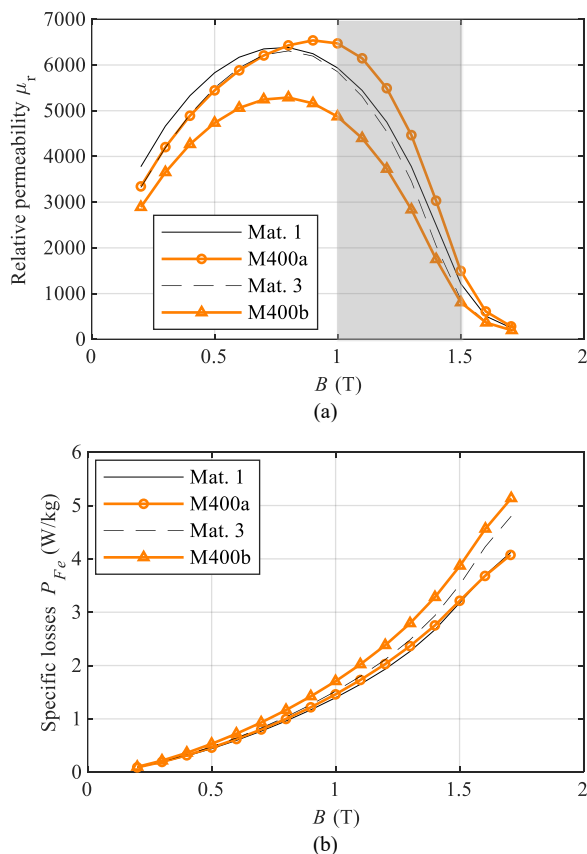 7000
6000
5000
4000
3000
2000
1000
0
Relative permeability μr
Mat. 1
M400a
Mat. 3
M400b
0
0.5
1
1.5
2
B (T)
(a)
6
5
4
3
2
1
0
Specific losses P_Fe (W/kg)
Mat. 1
M400a
Mat. 3
M400b
0
0.5
1
1.5
2
B (T)
(b)